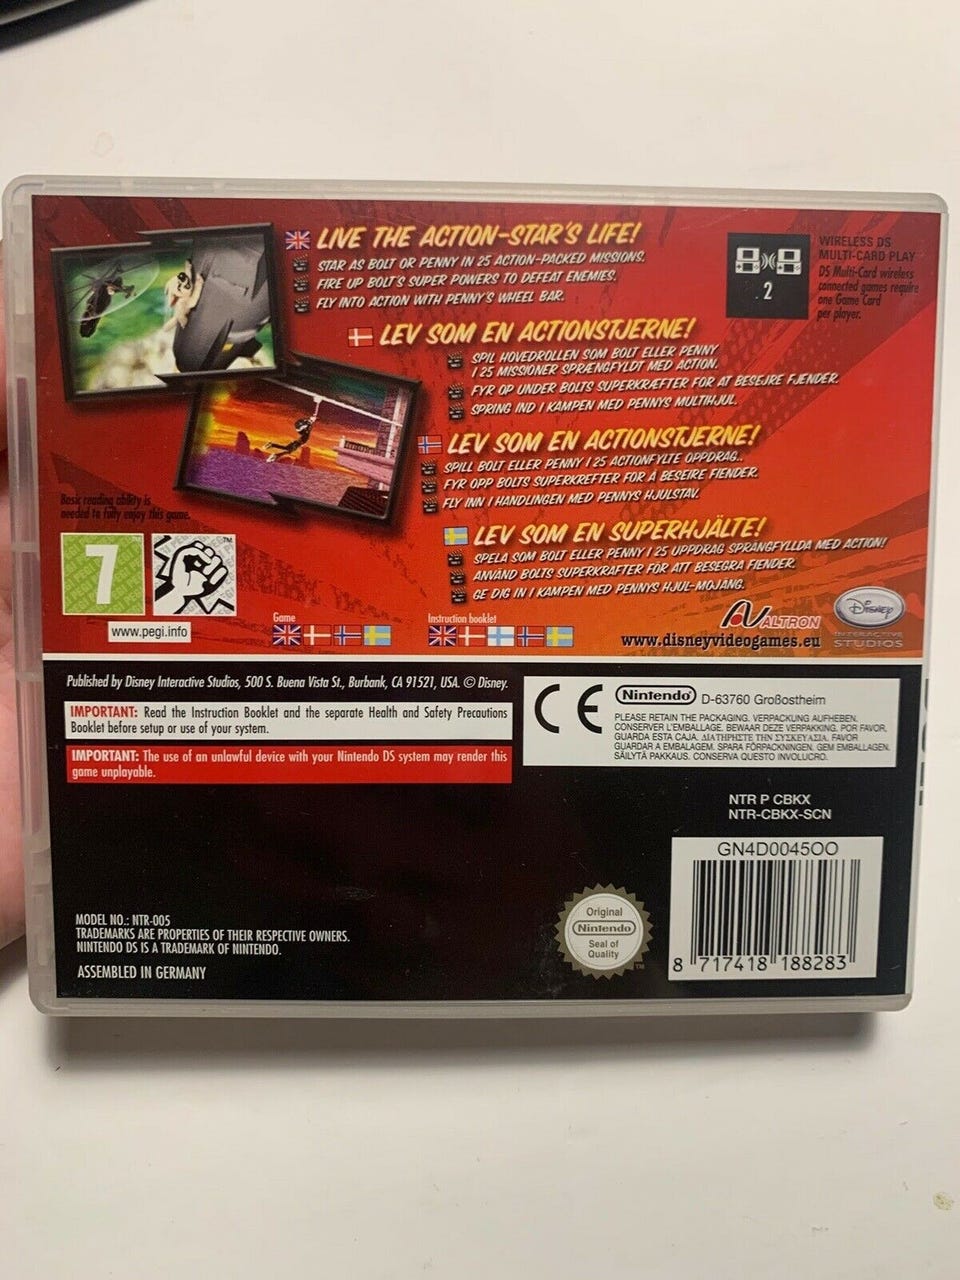 LIVE THE ACTION-STAR'S LIFE!
STAR AS BOLT OR PENNY IN 25 ACTION-PACKED MISSIONS.
FIRE UP BOLT'S SUPER POWERS TO DEFEAT ENEMIES.
FLY INTO ACTION WITH PENNY'S WHEEL BAR.
WIRELESS DS
MULTI-CARD PLAY
DS Multi-Card wireless
connected games require
one Game Card
per player.
2
LEV SOM EN ACTIONSTJERNE!
SPIL HOVEDROLLEN SOM BOLT ELLER PENNY
I 25 MISSIONER SPRÆNGFYLDT MED ACTION.
FYR OP UNDER BOLTS SUPERKRÆFTER FOR AT BESEJRE FJENDER.
SPRING IND I KAMPEN MED PENNYS MULTIHJUL.
LEV SOM EN ACTIONSTJERNE!
SPILL BOLT ELLER PENNY I 25 ACTIONFYLTE OPPDRAG..
FYR OPP BOLTS SUPERKREFTER FOR Å BESEIRE FIENDER.
FLY INN I HANDLINGEN MED PENNYS HJULSTAV.
LEV SOM EN SUPERHJÄLTE!
SPELA SOM BOLT ELLER PENNY I 25 UPPDRAG SPRÄNGFYLLDA MED ACTION!
ANVÄND BOLTS SUPERKRAFTER FÖR ATT BESEGRA FIENDER.
GE DIG IN I KAMPEN MED PENNYS HJUL-MOJÄNG.
Basic reading ability is
needed to fully enjoy this game.
7
www.pegi.info
Game
Instruction booklet
ALTRON
www.disneyvideogames.eu
Disney
INTERACTIVE
STUDIOS
Published by Disney Interactive Studios, 500 S. Buena Vista St., Burbank, CA 91521, USA. © Disney.
IMPORTANT: Read the Instruction Booklet and the separate Health and Safety Precautions
Booklet before setup or use of your system.
IMPORTANT: The use of an unlawful device with your Nintendo DS system may render this
game unplayable.
CE
Nintendo D-63760 Großostheim
PLEASE RETAIN THE PACKAGING. VERPACKUNG AUFHEBEN.
CONSERVER L'EMBALLAGE. BEWAAR DEZE VERPAKKING. POR FAVOR,
GUARDA ESTA CAJA. ΔΙΑΤΗΡΗΣΤΕ ΤΗΝ ΣΥΣΚΕΥΑΣΙΑ. FAVOR
GUARDAR A EMBALAGEM. SPARA FÖRPACKNINGEN. GEM EMBALLAGEN.
SÄILYTÄ PAKKAUS. CONSERVA QUESTO INVOLUCRO.
NTR P CBKX
NTR-CBKX-SCN
GN4D0045OO
8 717418 188283
Original
Nintendo
Seal of
Quality
MODEL NO.: NTR-005
TRADEMARKS ARE PROPERTIES OF THEIR RESPECTIVE OWNERS.
NINTENDO DS IS A TRADEMARK OF NINTENDO.
ASSEMBLED IN GERMANY